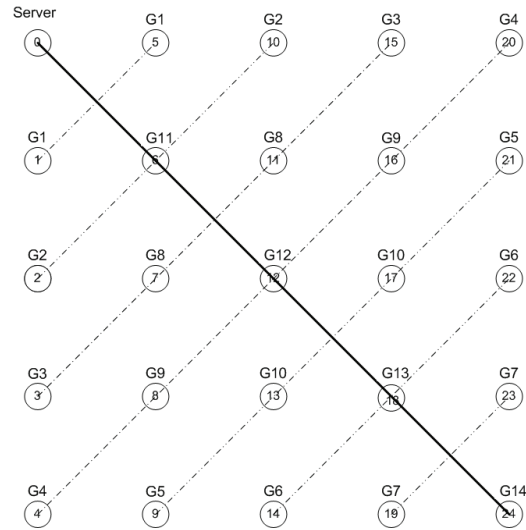 Server G1 G2 G3 G4
0 5 10 15 20
G1 G11 G8 G9 G5
1 6 11 16 21
G2 G8 G12 G10 G6
2 7 12 17 22
G3 G9 G10 G13 G7
3 8 13 18 23
G4 G5 G6 G7 G14
4 9 14 19 24